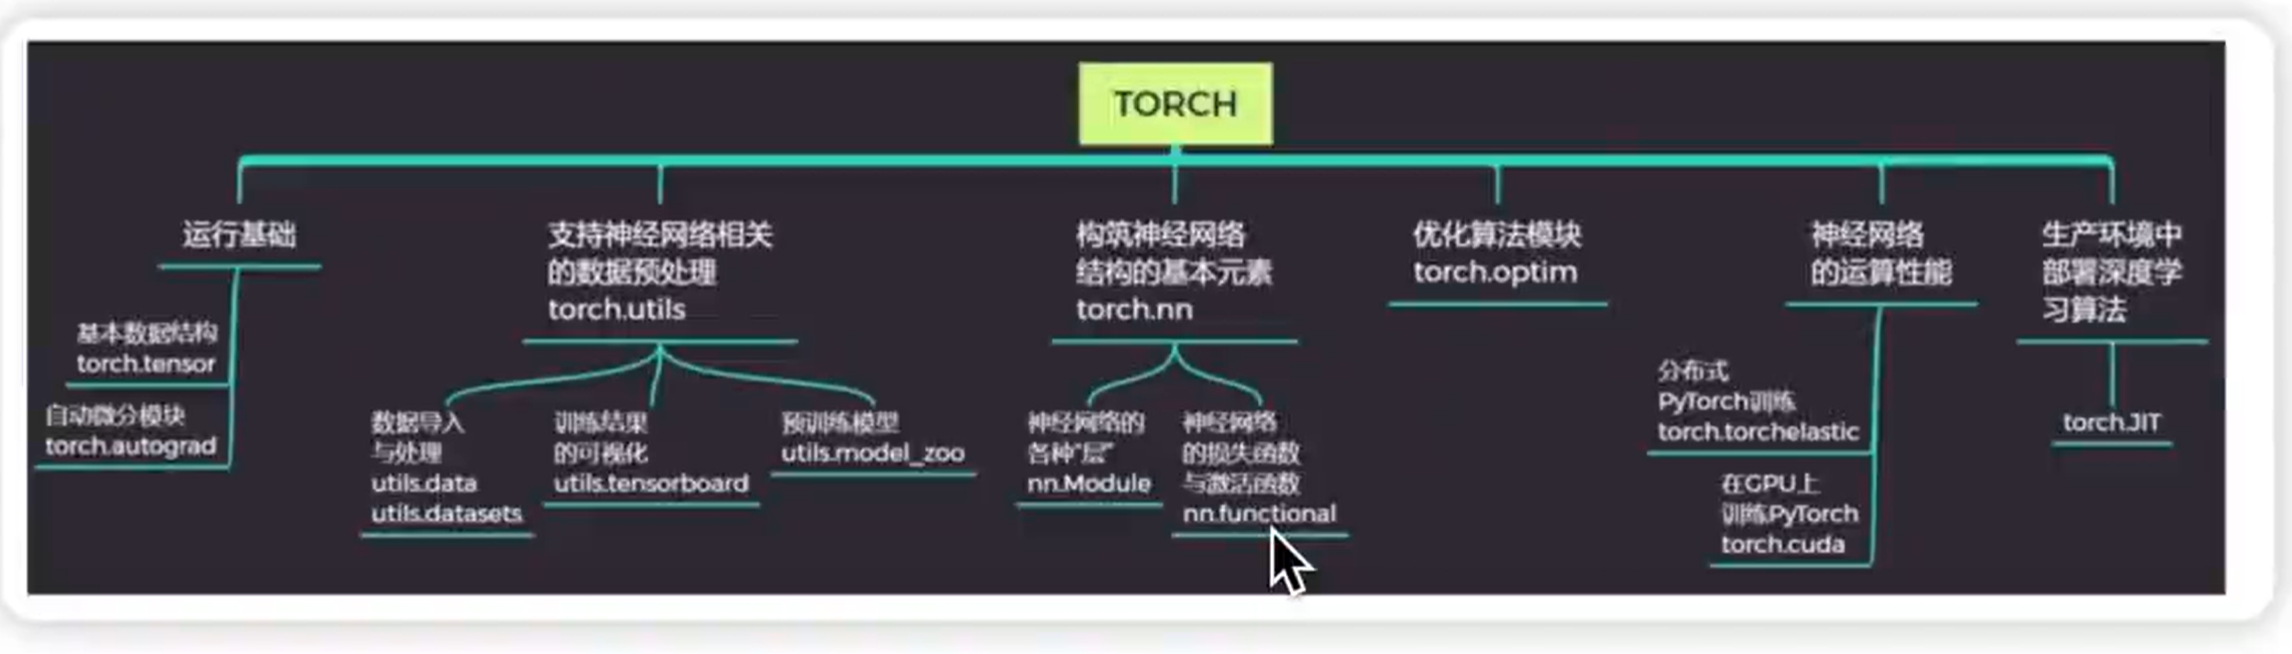 TORCH
运行基础
基本数据结构
torch.tensor
自动微分模块
torch.autograd
支持神经网络相关
的数据预处理
torch.utils
数据导入
与处理
utils.data
utils.datasets
训练结果
的可视化
utils.tensorboard
预训练模型
utils.model_zoo
构筑神经网络
结构的基本元素
torch.nn
神经网络的
各种"层"
nn.Module
神经网络
的损失函数
与激活函数
nn.functional
优化算法模块
torch.optim
神经网络
的运算性能
分布式
PyTorch训练
torch.torchelastic
在GPU上
训练PyTorch
torch.cuda
生产环境中
部署深度学
习算法
torch.JIT